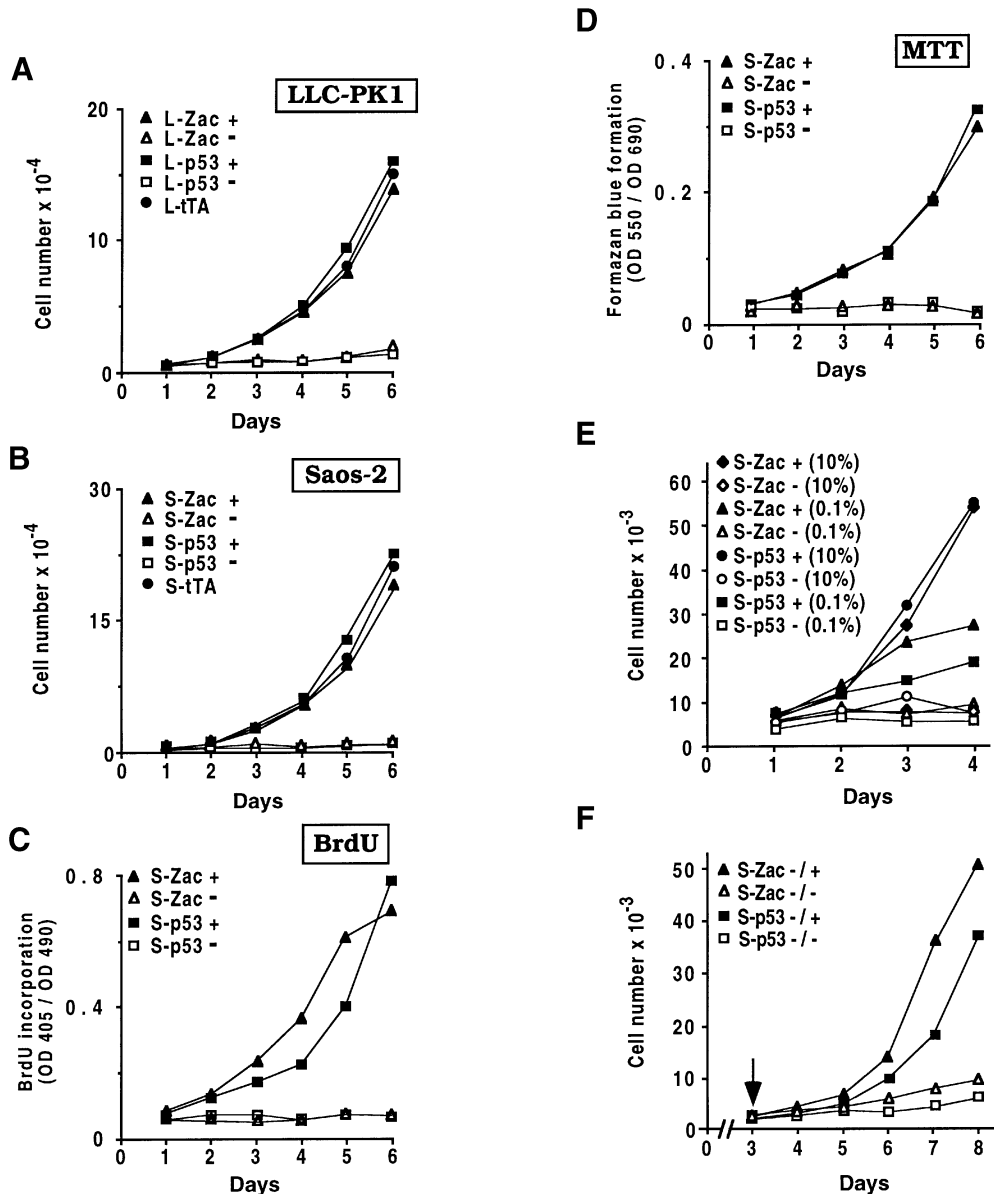 A
LLC-PK1
Cell number x 10-4
20
10
0
L-Zac +
L-Zac -
L-p53 +
L-p53 -
L-tTA
0 1 2 3 4 5 6
Days
B
Saos-2
Cell number x 10-4
30
15
0
S-Zac +
S-Zac -
S-p53 +
S-p53 -
S-tTA
0 1 2 3 4 5 6
Days
C
BrdU
BrdU incorporation
(OD 405 / OD 490)
0.8
0.4
0
S-Zac +
S-Zac -
S-p53 +
S-p53 -
0 1 2 3 4 5 6
Days
D
MTT
Formazan blue formation
(OD 550 / OD 690)
0.4
0.2
0
S-Zac +
S-Zac -
S-p53 +
S-p53 -
0 1 2 3 4 5 6
Days
E
Cell number x 10-3
60
50
40
30
20
10
0
S-Zac + (10%)
S-Zac - (10%)
S-Zac + (0.1%)
S-Zac - (0.1%)
S-p53 + (10%)
S-p53 - (10%)
S-p53 + (0.1%)
S-p53 - (0.1%)
0 1 2 3 4
Days
F
Cell number x 10-3
50
40
30
20
10
0
S-Zac - / +
S-Zac - / -
S-p53 - / +
S-p53 - / -
0 3 4 5 6 7 8
Days